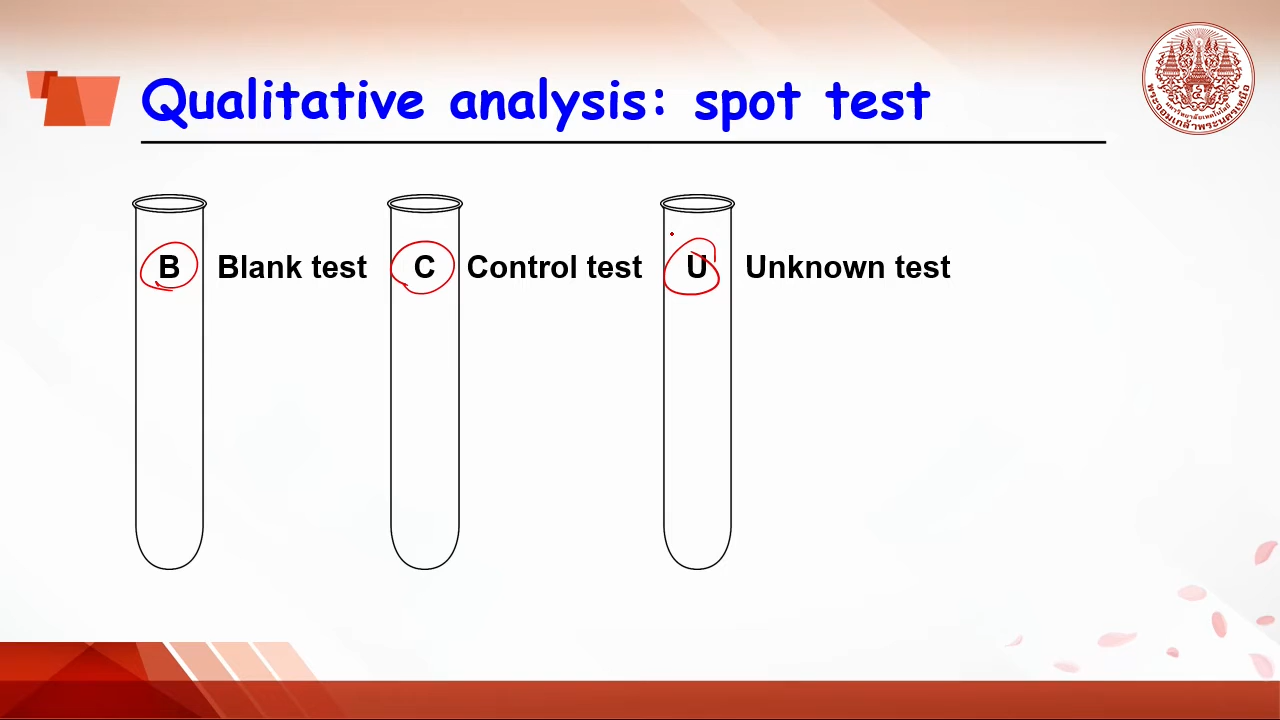 Qualitative analysis: spot test
B Blank test C Control test U Unknown test